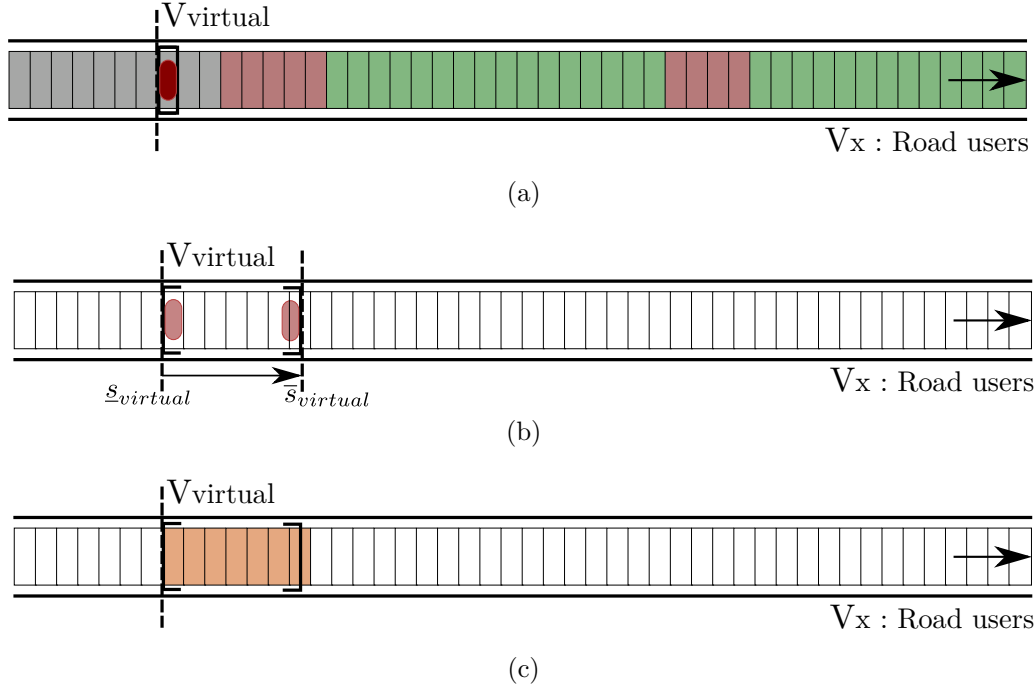 Vvirtual
Vx : Road users
(a)
Vvirtual
s̲virtual s̅virtual
Vx : Road users
(b)
Vvirtual
Vx : Road users
(c)